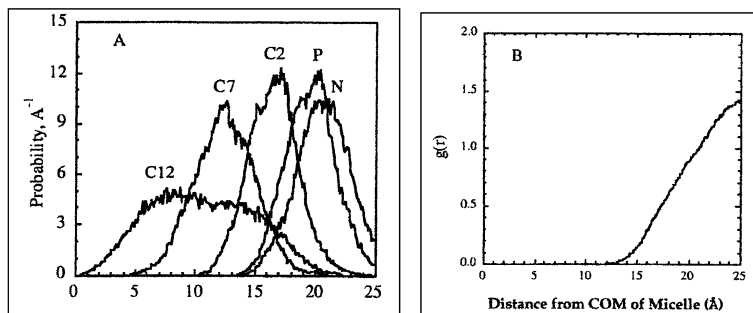 A
Probability, A⁻¹
15
12
9
6
3
0
C12
C7
C2
P
N
0 5 10 15 20 25
B
g(r)
2.0
1.5
1.0
0.5
0.0
0 5 10 15 20 25
Distance from COM of Micelle (Å)